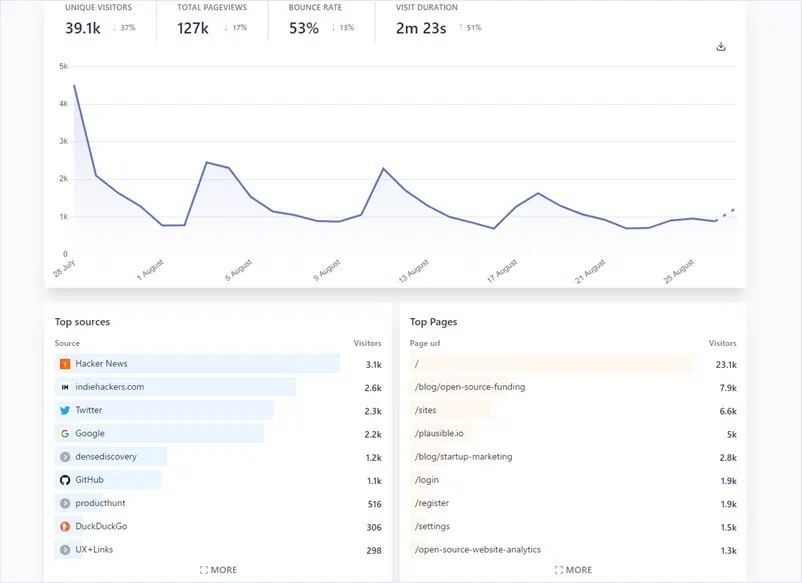 UNIQUE VISITORS TOTAL PAGEVIEWS BOUNCE RATE VISIT DURATION
39.1k ↓ 37% 127k ↓ 17% 53% ↓ 13% 2m 23s ↑ 51%
5k
4k
3k
2k
1k
0
28 July 1 August 5 August 9 August 13 August 17 August 21 August 25 August
Top sources
Source Visitors
Hacker News 3.1k
IH indiehackers.com 2.6k
Twitter 2.3k
G Google 2.2k
densediscovery 1.2k
GitHub 1.1k
producthunt 516
DuckDuckGo 306
UX+Links 298
MORE
Top Pages
Page url Visitors
/ 23.1k
/blog/open-source-funding 7.9k
/sites 6.6k
/plausible.io 5k
/blog/startup-marketing 2.8k
/login 1.9k
/register 1.9k
/settings 1.5k
/open-source-website-analytics 1.3k
MORE